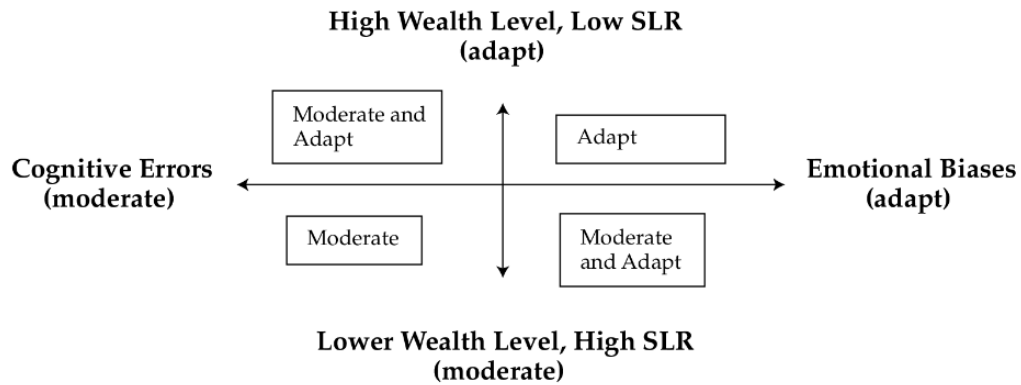 High Wealth Level, Low SLR
(adapt)
Moderate and
Adapt
Adapt
Cognitive Errors
(moderate)
Emotional Biases
(adapt)
Moderate
Moderate
and Adapt
Lower Wealth Level, High SLR
(moderate)